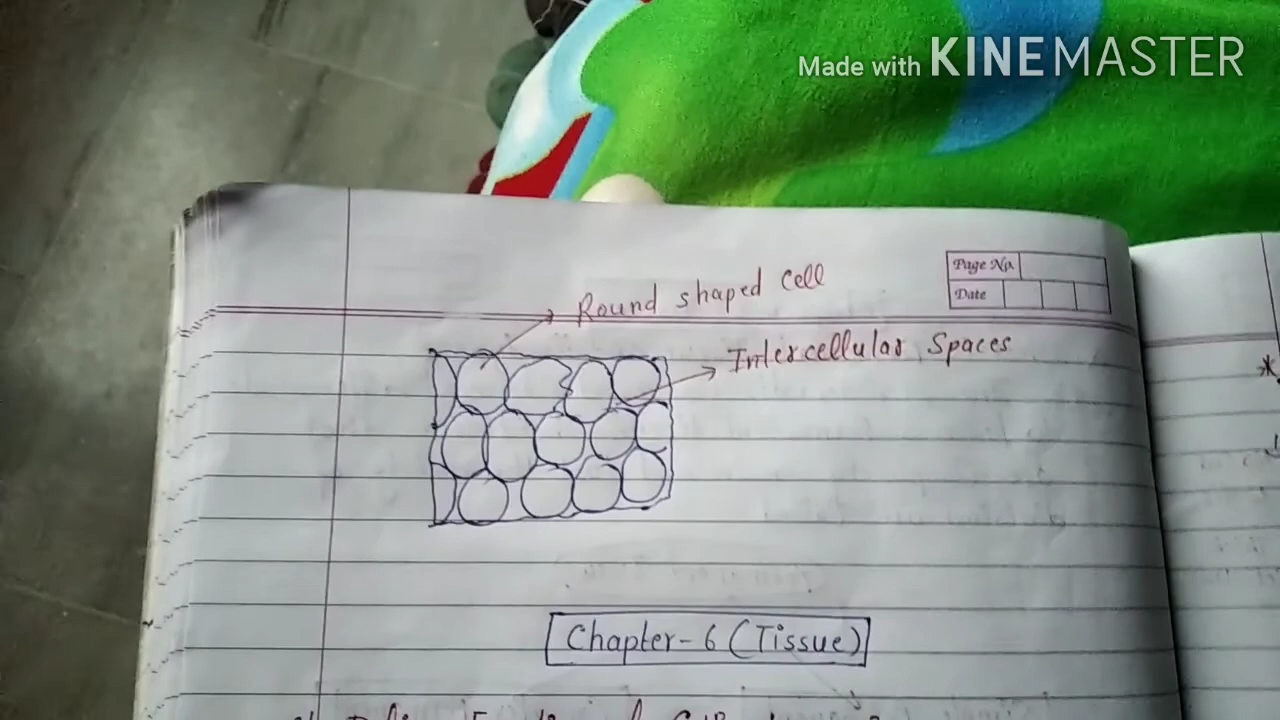 Made with KINEMASTER
Page No.
Date
Round shaped cell
Intercellular Spaces
Chapter-6 (Tissue)